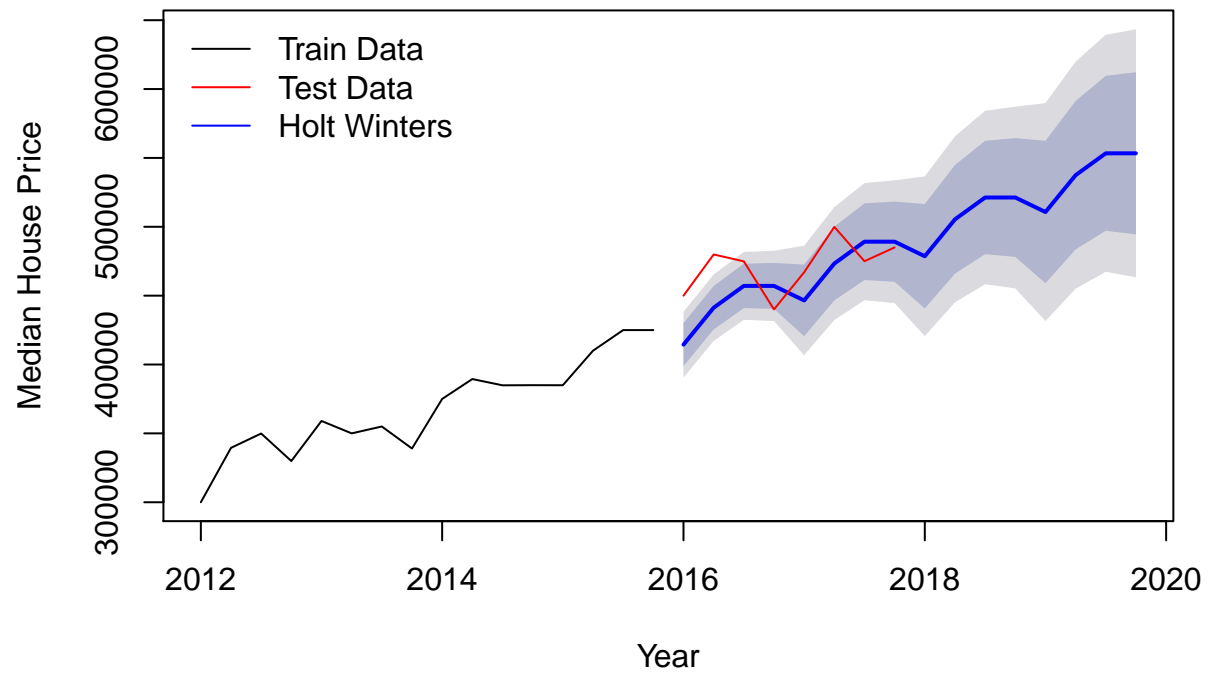 Train Data
Test Data
Holt Winters
Median House Price
600000
500000
400000
300000
2012
2014
2016
2018
2020
Year